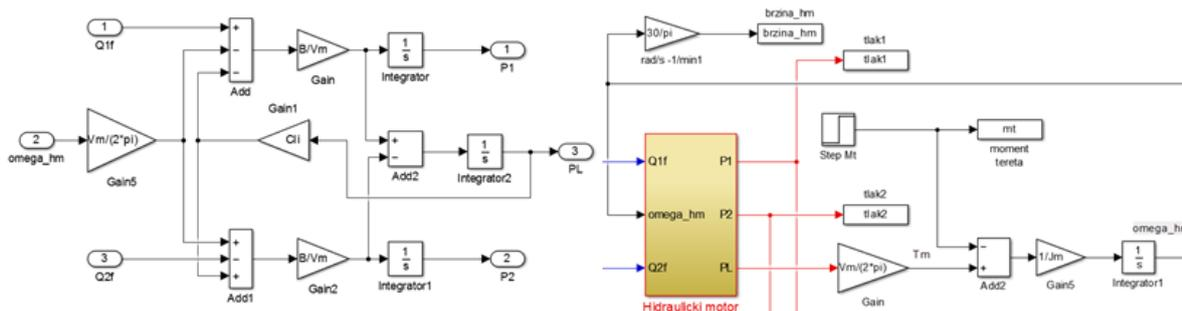 1
Q1f
+
−
−
Add
B/Vm
Gain
1
s
Integrator
1
P1
2
omega_hm
Vm/(2*pi)
Gain5
Gain1
Cli
+
−
Add2
1
s
Integrator2
3
PL
3
Q2f
+
−
+
Add1
B/Vm
Gain2
1
s
Integrator1
2
P2
30/pi
rad/s -1/min1
brzina_hm
brzina_hm
tlak1
tlak1
Step Mt
mt
moment
tereta
Q1f
P1
omega_hm
P2
Q2f
PL
Hidraulicki motor
tlak2
tlak2
Vm/(2*pi)
Gain
Tm
−
+
Add2
1/Jm
Gain5
1
s
Integrator1